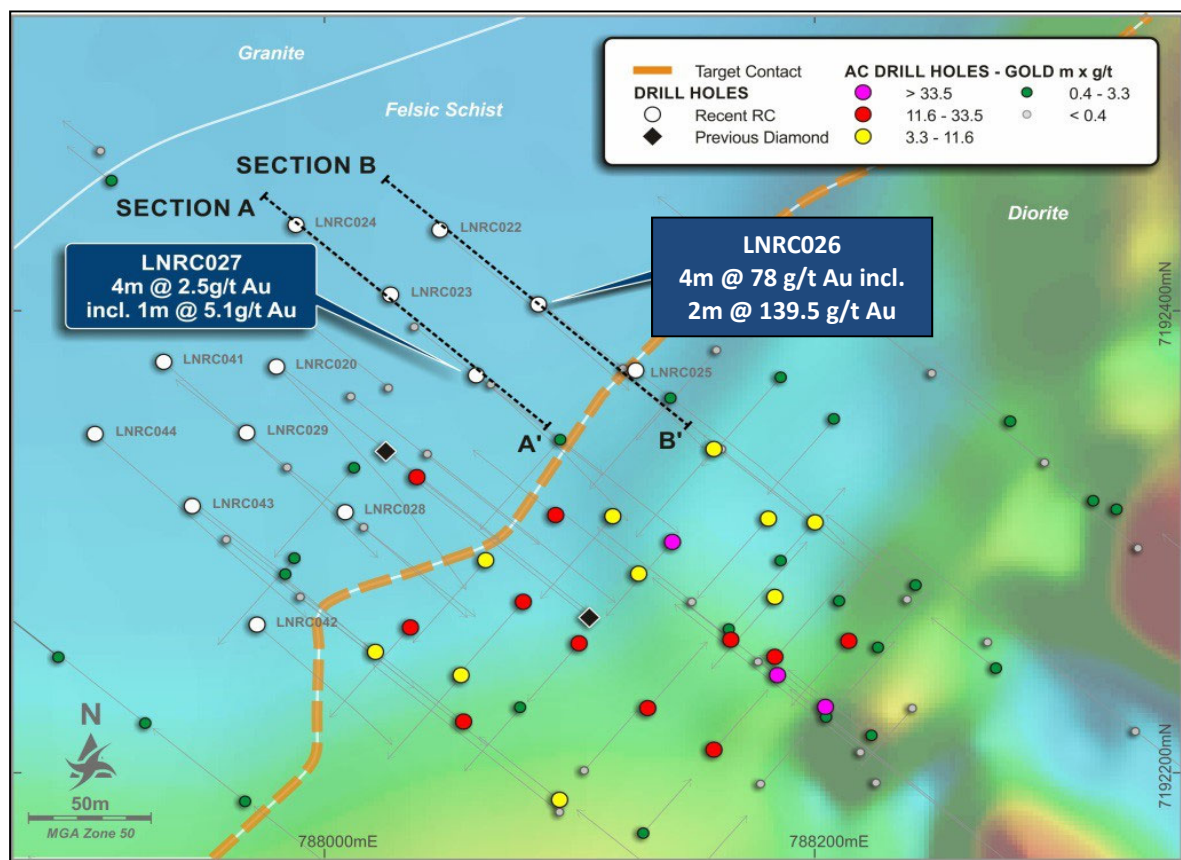 Granite
Felsic Schist
Target Contact
DRILL HOLES
Recent RC
Previous Diamond
AC DRILL HOLES - GOLD m x g/t
> 33.5
11.6 - 33.5
3.3 - 11.6
0.4 - 3.3
< 0.4
SECTION B
SECTION A
Diorite
LNRC024
LNRC022
LNRC027
4m @ 2.5g/t Au
incl. 1m @ 5.1g/t Au
LNRC026
4m @ 78 g/t Au incl.
2m @ 139.5 g/t Au
LNRC023
7192400mN
LNRC041
LNRC020
LNRC025
LNRC044
LNRC029
A'
B'
LNRC043
LNRC028
LNRC042
N
50m
MGA Zone 50
7192200mN
788000mE
788200mE